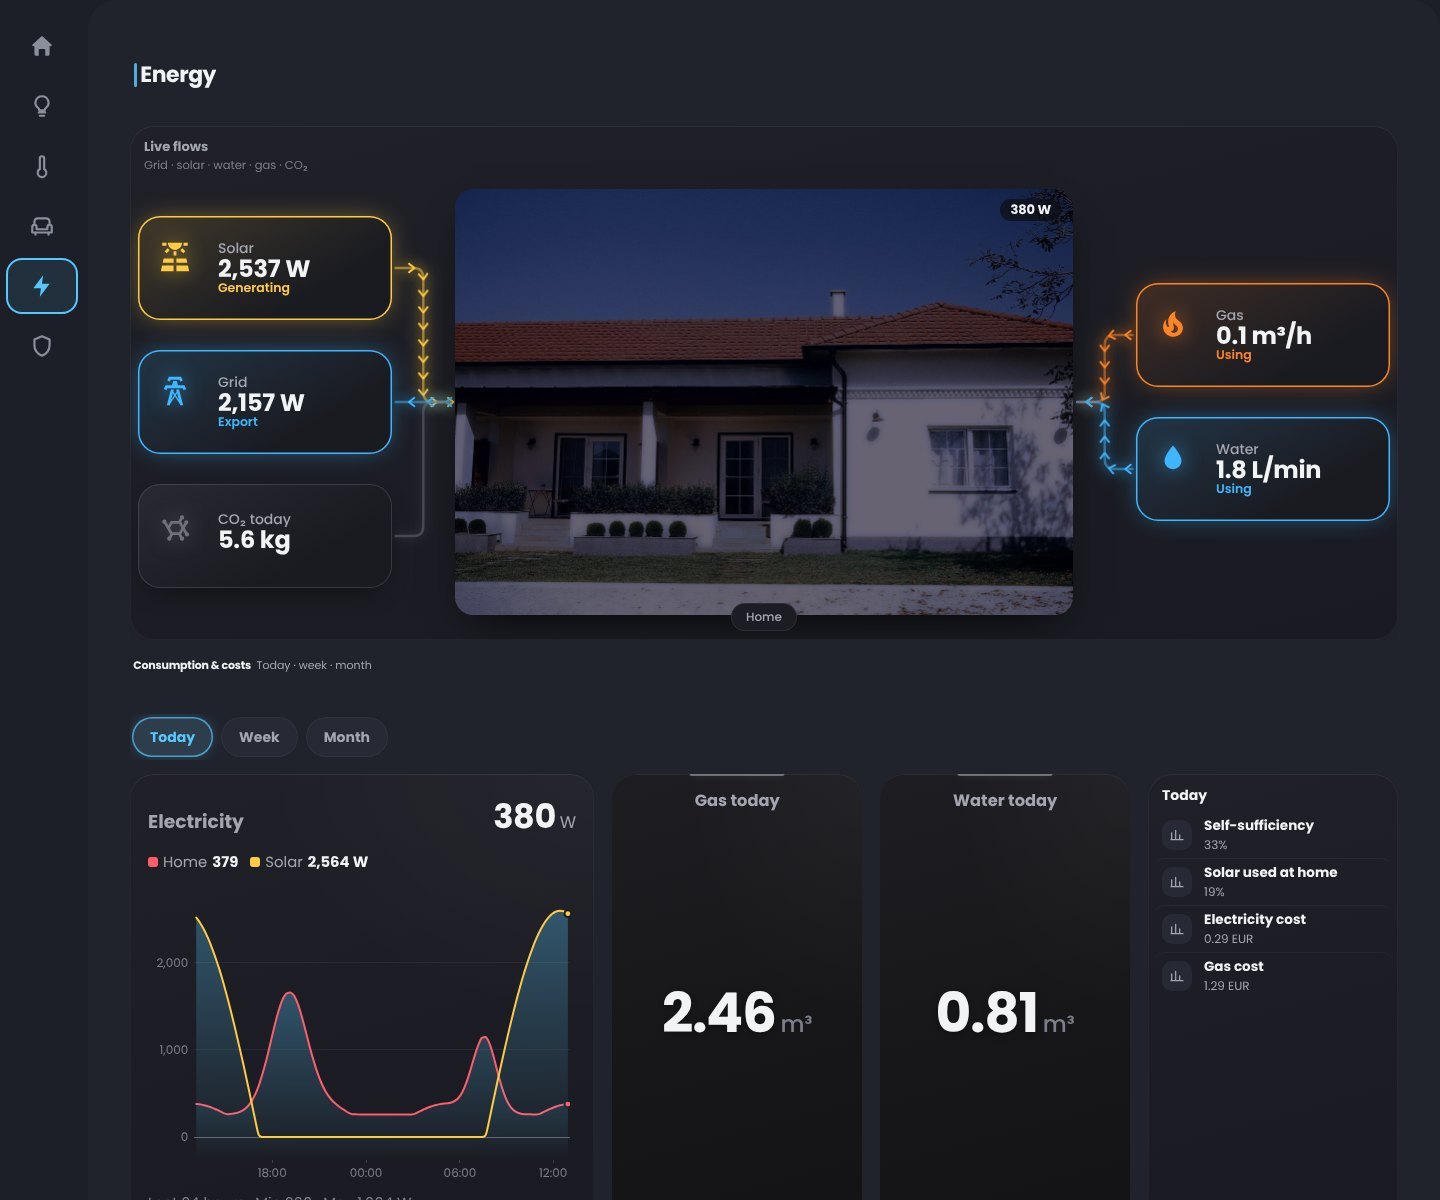 Energy
Live flows
Grid · solar · water · gas · CO₂
380 W
Solar
2,537 W
Generating
Grid
2,157 W
Export
CO₂ today
5.6 kg
Gas
0.1 m³/h
Using
Water
1.8 L/min
Using
Home
Consumption & costs Today · week · month
Today Week Month
Electricity
380 W
Home 379 Solar 2,564 W
2,000
1,000
0
18:00 00:00 06:00 12:00
Gas today
2.46 m³
Water today
0.81 m³
Today
Self-sufficiency
33%
Solar used at home
19%
Electricity cost
0.29 EUR
Gas cost
1.29 EUR